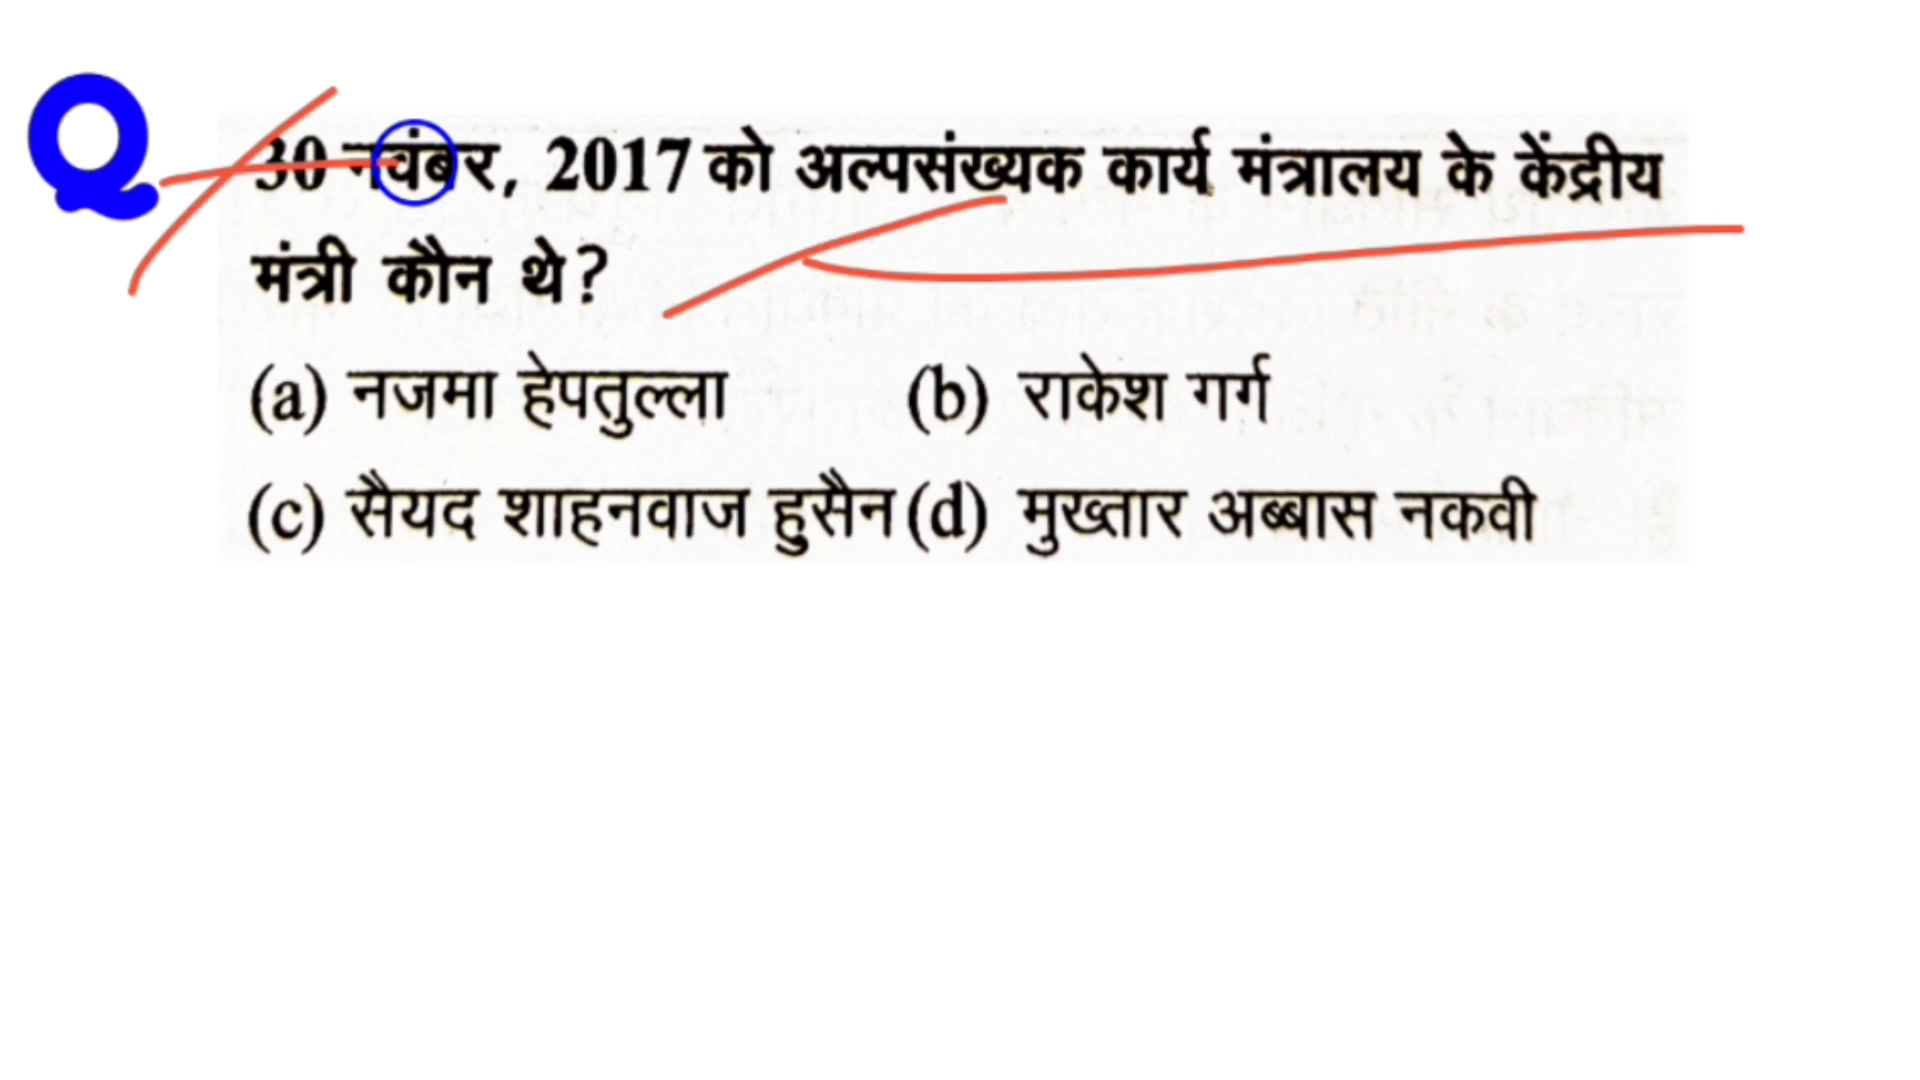 Q
30 नवंबर, 2017 को अल्पसंख्यक कार्य मंत्रालय के केंद्रीय
मंत्री कौन थे?
(a) नजमा हेपतुल्ला (b) राकेश गर्ग
(c) सैयद शाहनवाज हुसैन (d) मुख्तार अब्बास नकवी